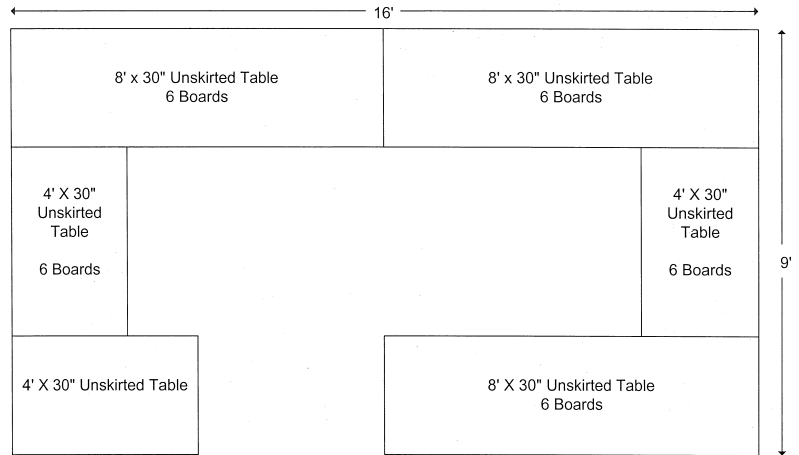 16'
8' x 30" Unskirted Table
6 Boards
8' x 30" Unskirted Table
6 Boards
4' X 30"
Unskirted
Table
6 Boards
4' X 30"
Unskirted
Table
6 Boards
9'
4' X 30" Unskirted Table
8' X 30" Unskirted Table
6 Boards